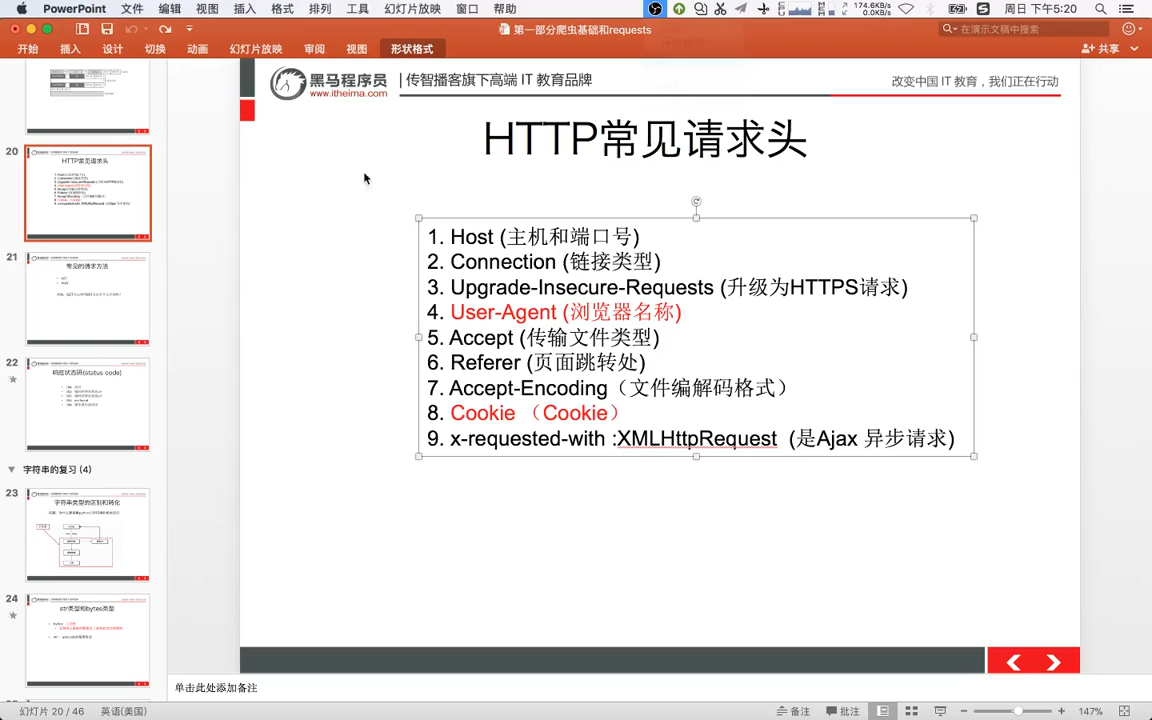 PowerPoint 文件 编辑 视图 插入 格式 排列 工具 幻灯片放映 窗口 帮助
174.6KB/s
0.0KB/s
周日 下午5:20
第一部分爬虫基础和requests
在演示文稿中搜索
开始 插入 设计 切换 动画 幻灯片放映 审阅 视图 形状格式
共享
20
HTTP常见请求头
21
常见的请求方法
22
响应状态码(status code)
字符串的复习 (4)
23
字符串类型的区别和转化
24
str类型和bytes类型
黑马程序员
www.itheima.com
传智播客旗下高端 IT 教育品牌
改变中国 IT 教育，我们正在行动
HTTP常见请求头
1. Host (主机和端口号)
2. Connection (链接类型)
3. Upgrade-Insecure-Requests (升级为HTTPS请求)
4. User-Agent (浏览器名称)
5. Accept (传输文件类型)
6. Referer (页面跳转处)
7. Accept-Encoding（文件编解码格式）
8. Cookie （Cookie）
9. x-requested-with :XMLHttpRequest (是Ajax 异步请求)
单击此处添加备注
幻灯片 20 / 46 英语(美国)
备注 批注
147%